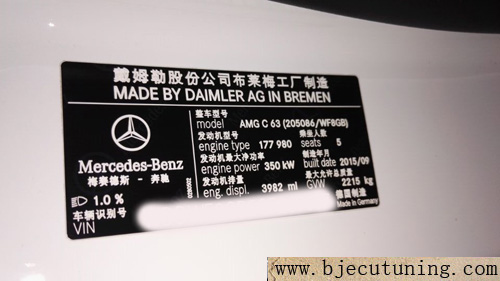 戴姆勒股份公司布莱梅工厂制造
MADE BY DAIMLER AG IN BREMEN
整车型号
model AMG C 63 (205086/WF8GB)
发动机型号 乘坐人数
engine type 177 980 seats 5
发动机最大净功率 制造年月
engine power 350 kW built date 2015/09
发动机排量 最大允许总质量
eng. displ. 3982 ml GVW 2215 kg
Mercedes-Benz
梅赛德斯-奔驰
1.0 %
车辆识别号
VIN
德国制造
Made in Germany
www.bjecutuning.com